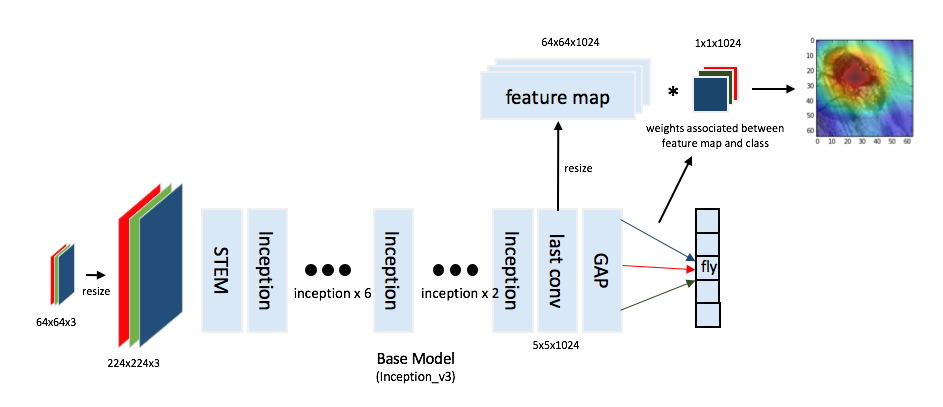 64x64x1024
1x1x1024
feature map
*
weights associated between
feature map and class
0
10
20
30
40
50
60
0 10 20 30 40 50 60
resize
64x64x3
resize
224x224x3
STEM
Inception
inception x 6
Inception
inception x 2
Inception
last conv
GAP
fly
5x5x1024
Base Model
(Inception_v3)